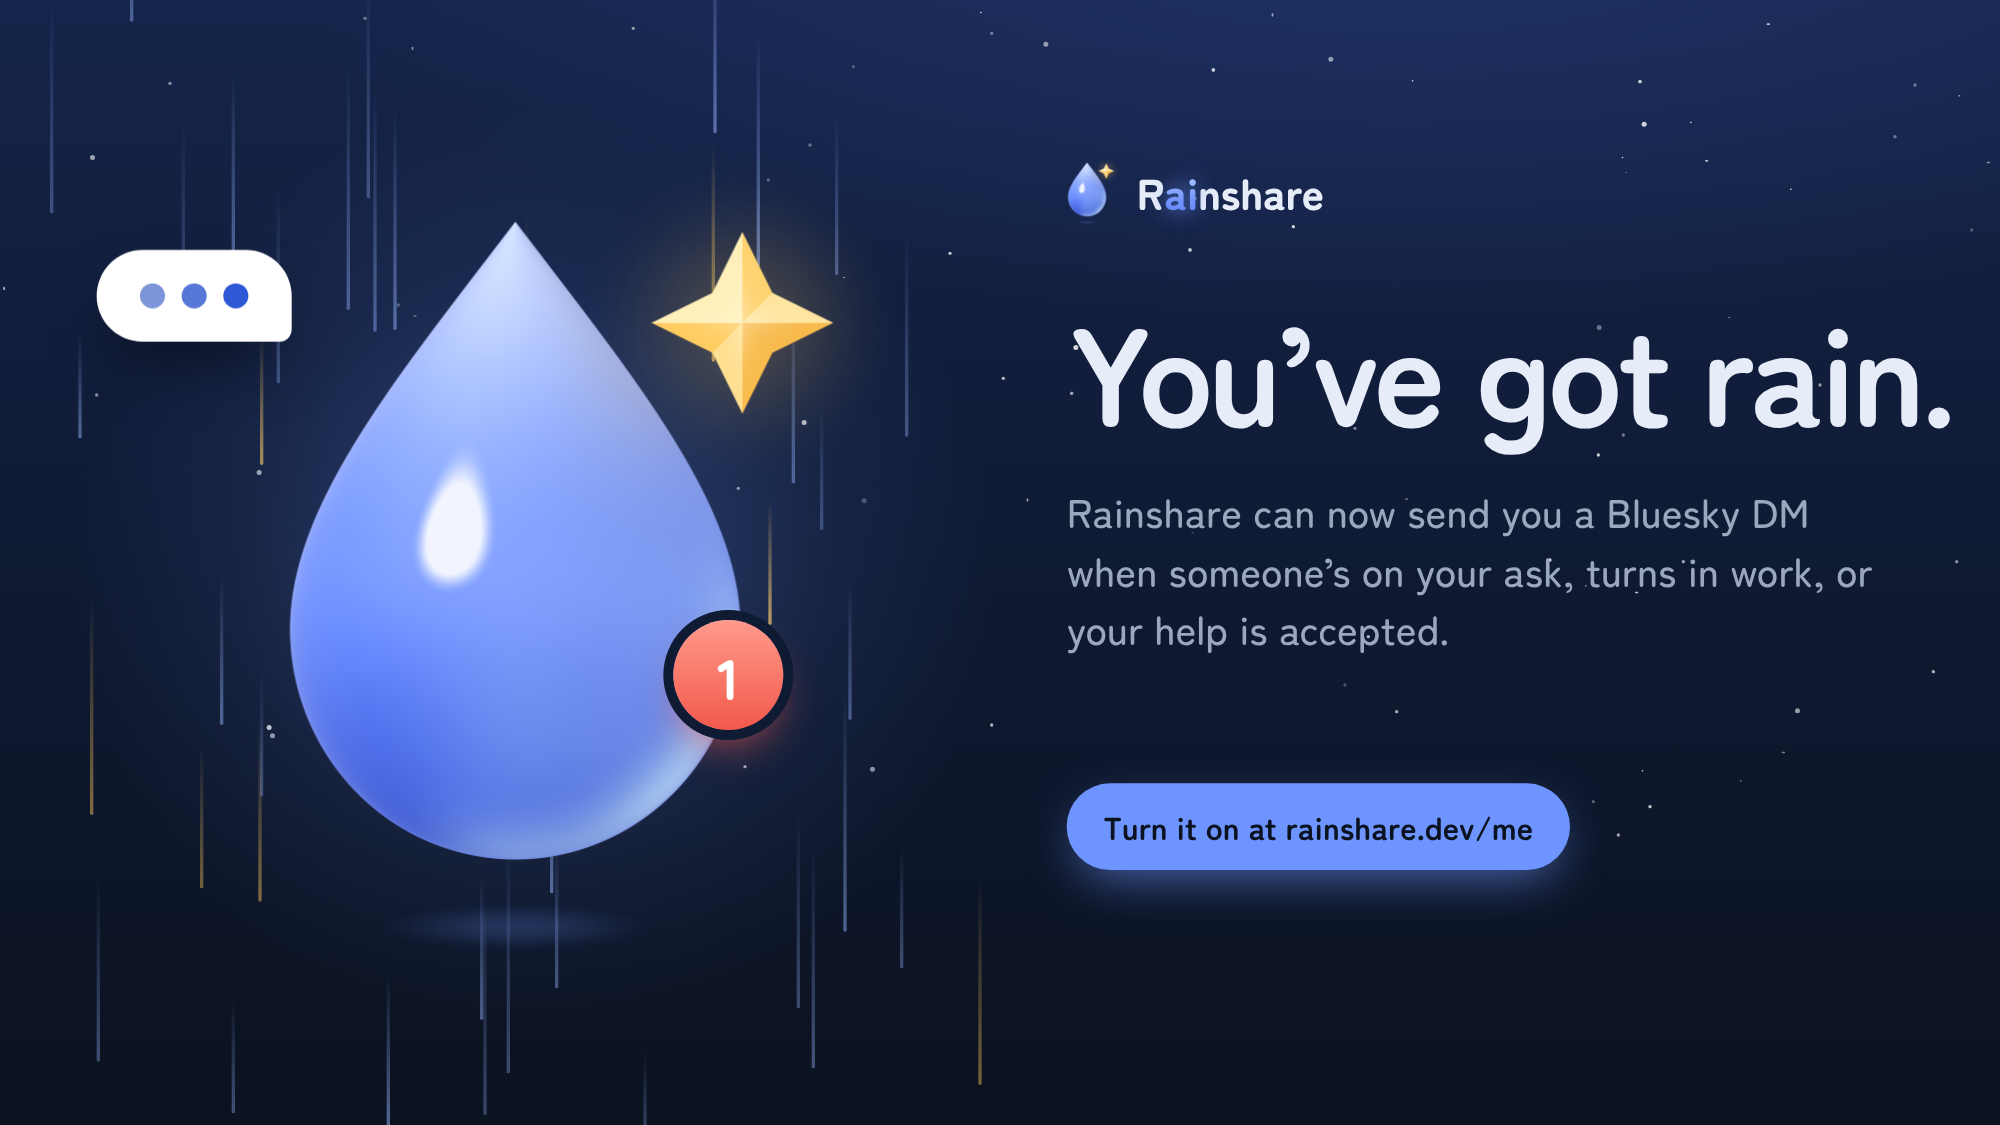 Rainshare
You’ve got rain.
Rainshare can now send you a Bluesky DM
when someone’s on your ask, turns in work, or
your help is accepted.
1
Turn it on at rainshare.dev/me